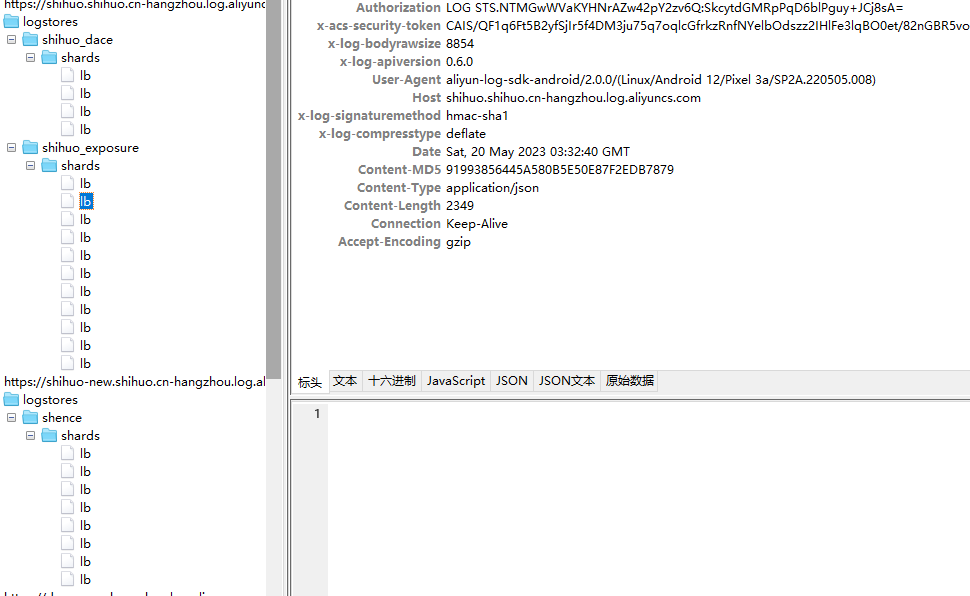 https://shihuo.shihuo.cn-hangzhou.log.aliyunc
logstores
shihuo_dace
shards
lb
lb
lb
lb
shihuo_exposure
shards
lb
lb
lb
lb
lb
lb
lb
lb
lb
lb
lb
https://shihuo-new.shihuo.cn-hangzhou.log.al
logstores
shence
shards
lb
lb
lb
lb
lb
lb
lb
lb
Authorization LOG STS.NTMGwWVaKYHNrAZw42pY2zv6Q:SkcytdGMRpPqD6blPguy+JCj8sA=
x-acs-security-token CAIS/QF1q6Ft5B2yfSjIr5f4DM3ju75q7oqlcGfrkzRnfNYelbOdszz2IHlFe3lqBO0et/82nGBR5vo
x-log-bodyrawsize 8854
x-log-apiversion 0.6.0
User-Agent aliyun-log-sdk-android/2.0.0/(Linux/Android 12/Pixel 3a/SP2A.220505.008)
Host shihuo.shihuo.cn-hangzhou.log.aliyuncs.com
x-log-signaturemethod hmac-sha1
x-log-compresstype deflate
Date Sat, 20 May 2023 03:32:40 GMT
Content-MD5 91993856445A580B5E50E87F2EDB7879
Content-Type application/json
Content-Length 2349
Connection Keep-Alive
Accept-Encoding gzip
标头 文本 十六进制 JavaScript JSON JSON文本 原始数据
1